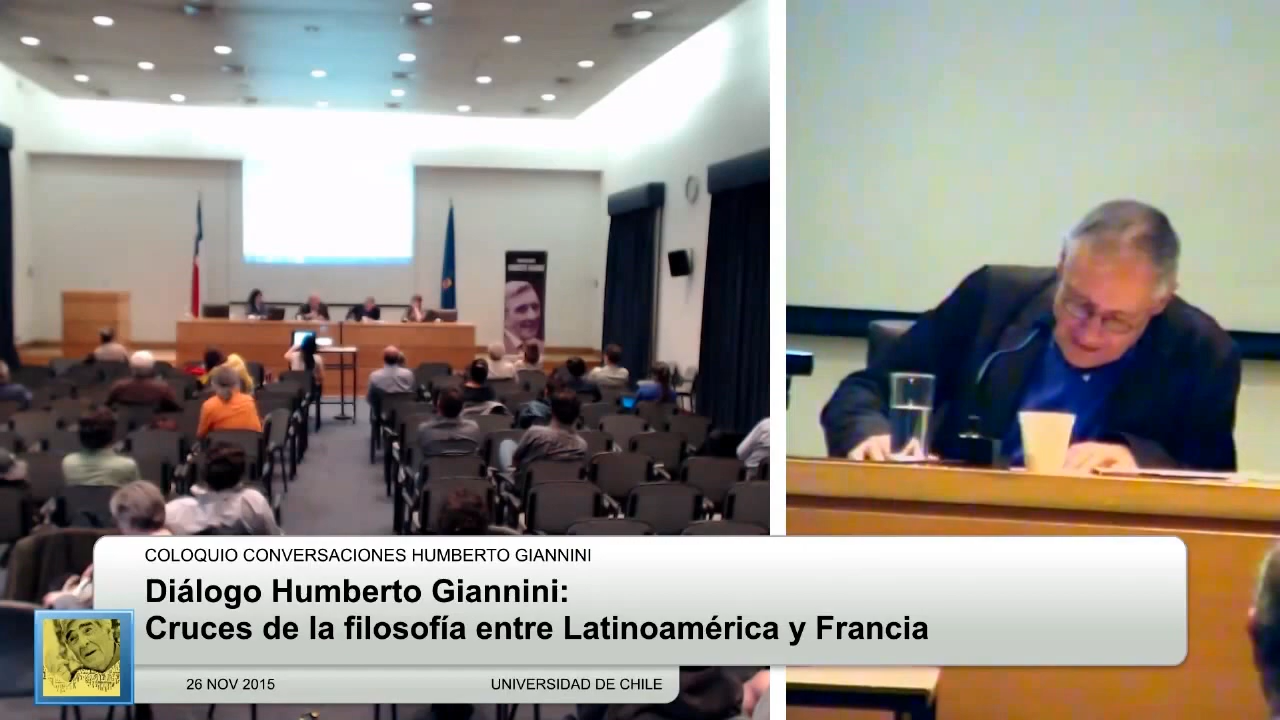 COLOQUIO CONVERSACIONES HUMBERTO GIANNINI
Diálogo Humberto Giannini:
Cruces de la filosofía entre Latinoamérica y Francia
26 NOV 2015
UNIVERSIDAD DE CHILE